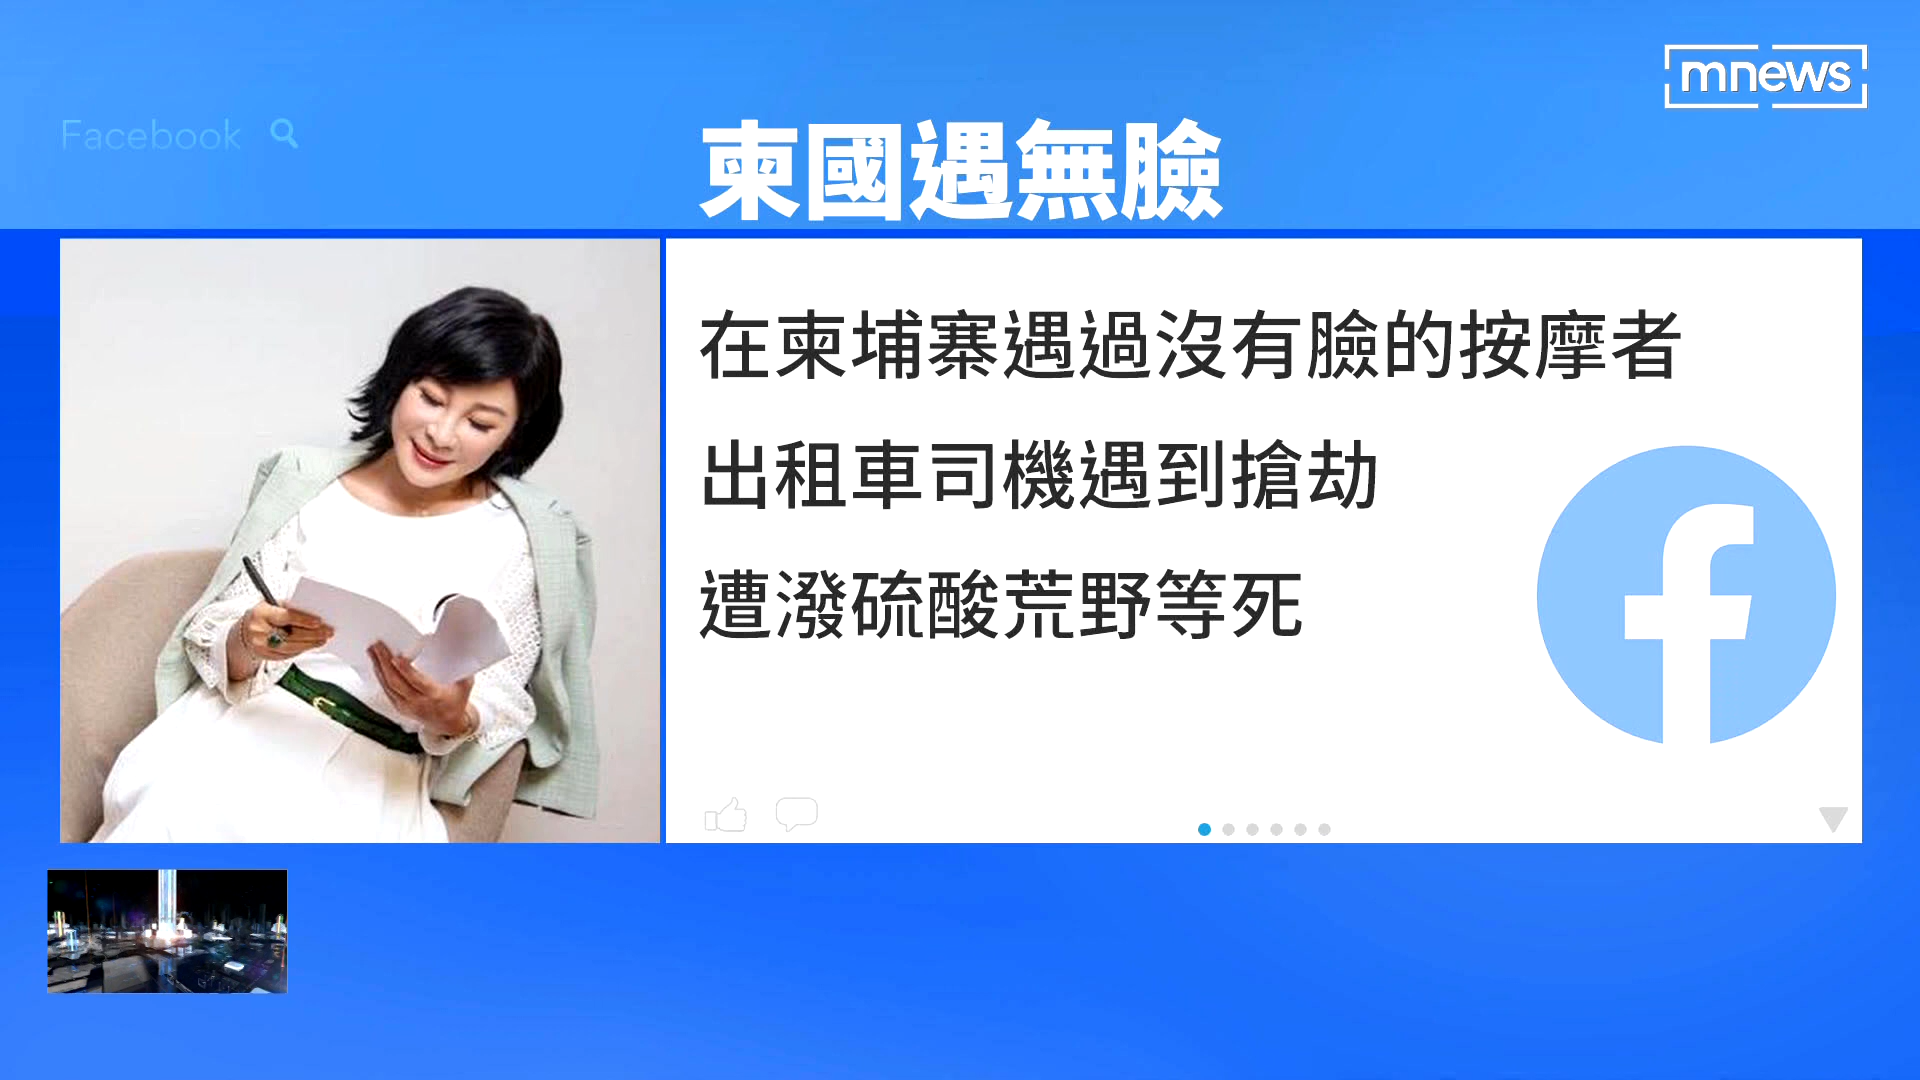 mnews
Facebook
柬國遇無臉
在柬埔寨遇過沒有臉的按摩者
出租車司機遇到搶劫
遭潑硫酸荒野等死